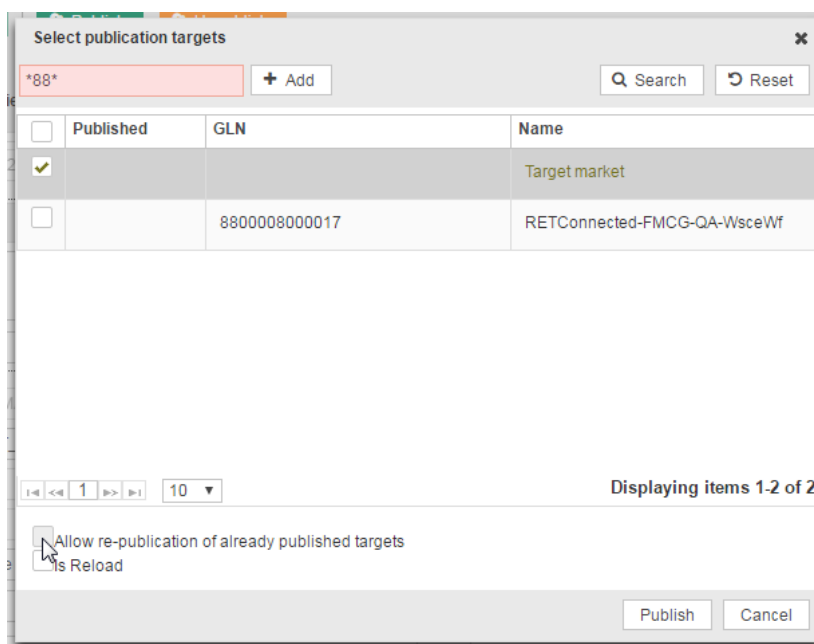 Select publication targets
*88* Add Search Reset
Published GLN Name
Target market
8800008000017 RETConnected-FMCG-QA-WsceWf
1 10 Displaying items 1-2 of 2
Allow re-publication of already published targets
Is Reload
Publish Cancel